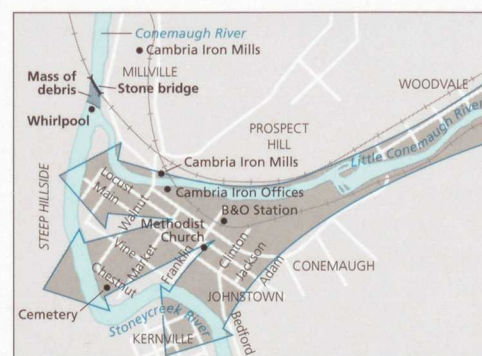 Conemaugh River
Cambria Iron Mills
MILLVILLE
Mass of
debris
Stone bridge
WOODVALE
Whirlpool
PROSPECT
HILL
Little Conemaugh River
Cambria Iron Mills
STEEP HILLSIDE
Locust
Main
Cambria Iron Offices
Walnut
B&O Station
Methodist
Church
Vine
Market
Franklin
Clinton
Jackson
Adam
CONEMAUGH
Chestnut
JOHNSTOWN
Cemetery
Stoneycreek River
Bedford
KERNVILLE